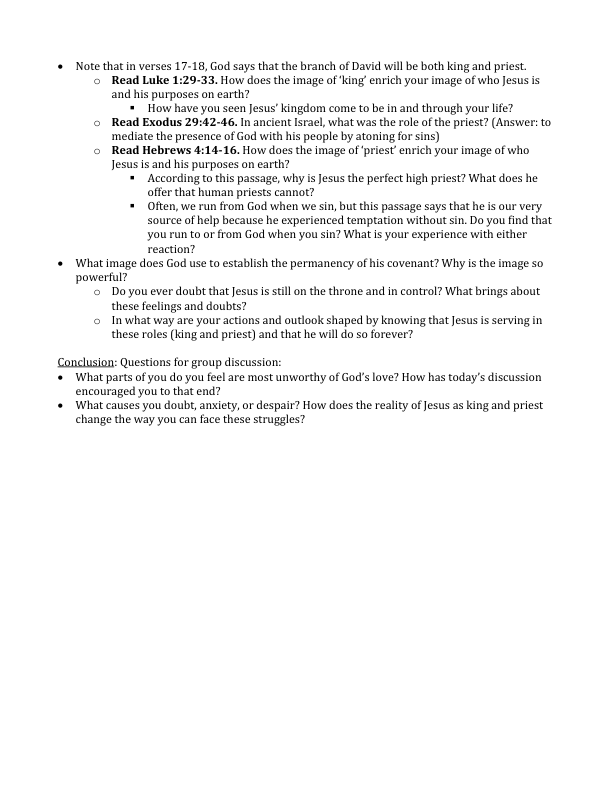 • Note that in verses 17-18, God says that the branch of David will be both king and priest.
o Read Luke 1:29-33. How does the image of ‘king’ enrich your image of who Jesus is
and his purposes on earth?
▪ How have you seen Jesus’ kingdom come to be in and through your life?
o Read Exodus 29:42-46. In ancient Israel, what was the role of the priest? (Answer: to
mediate the presence of God with his people by atoning for sins)
o Read Hebrews 4:14-16. How does the image of ‘priest’ enrich your image of who
Jesus is and his purposes on earth?
▪ According to this passage, why is Jesus the perfect high priest? What does he
offer that human priests cannot?
▪ Often, we run from God when we sin, but this passage says that he is our very
source of help because he experienced temptation without sin. Do you find that
you run to or from God when you sin? What is your experience with either
reaction?
• What image does God use to establish the permanency of his covenant? Why is the image so
powerful?
o Do you ever doubt that Jesus is still on the throne and in control? What brings about
these feelings and doubts?
o In what way are your actions and outlook shaped by knowing that Jesus is serving in
these roles (king and priest) and that he will do so forever?
Conclusion: Questions for group discussion:
• What parts of you do you feel are most unworthy of God’s love? How has today’s discussion
encouraged you to that end?
• What causes you doubt, anxiety, or despair? How does the reality of Jesus as king and priest
change the way you can face these struggles?